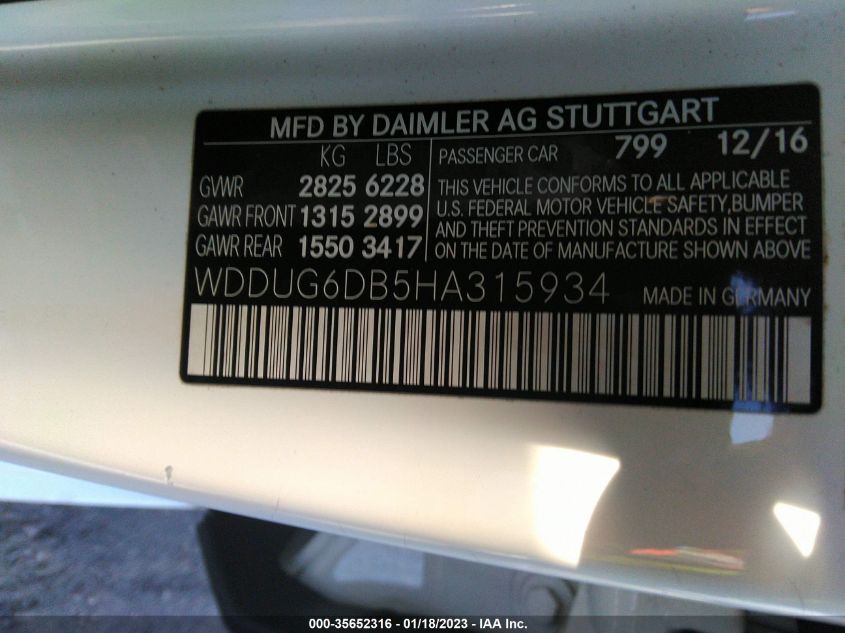 MFD BY DAIMLER AG STUTTGART
KG LBS
GVWR 2825 6228
GAWR FRONT 1315 2899
GAWR REAR 1550 3417
PASSENGER CAR 799 12/16
THIS VEHICLE CONFORMS TO ALL APPLICABLE
U.S. FEDERAL MOTOR VEHICLE SAFETY,BUMPER
AND THEFT PREVENTION STANDARDS IN EFFECT
ON THE DATE OF MANUFACTURE SHOWN ABOVE
WDDUG6DB5HA315934 MADE IN GERMANY
000-35652316 - 01/18/2023 - IAA Inc.